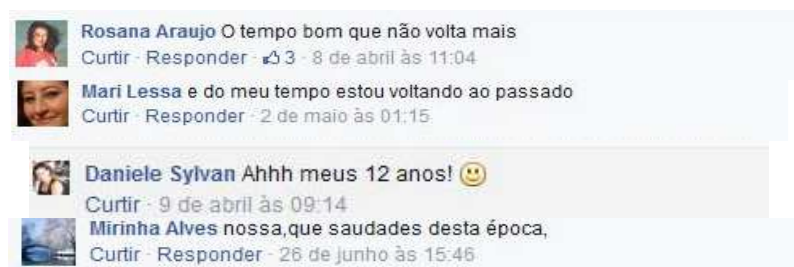 Rosana Araujo O tempo bom que não volta mais
Curtir · Responder · 3 · 8 de abril às 11:04
Mari Lessa e do meu tempo estou voltando ao passado
Curtir · Responder · 2 de maio às 01:15
Daniele Sylvan Ahhh meus 12 anos!
Curtir · 9 de abril às 09:14
Mirinha Alves nossa,que saudades desta época,
Curtir · Responder · 26 de junho às 15:46